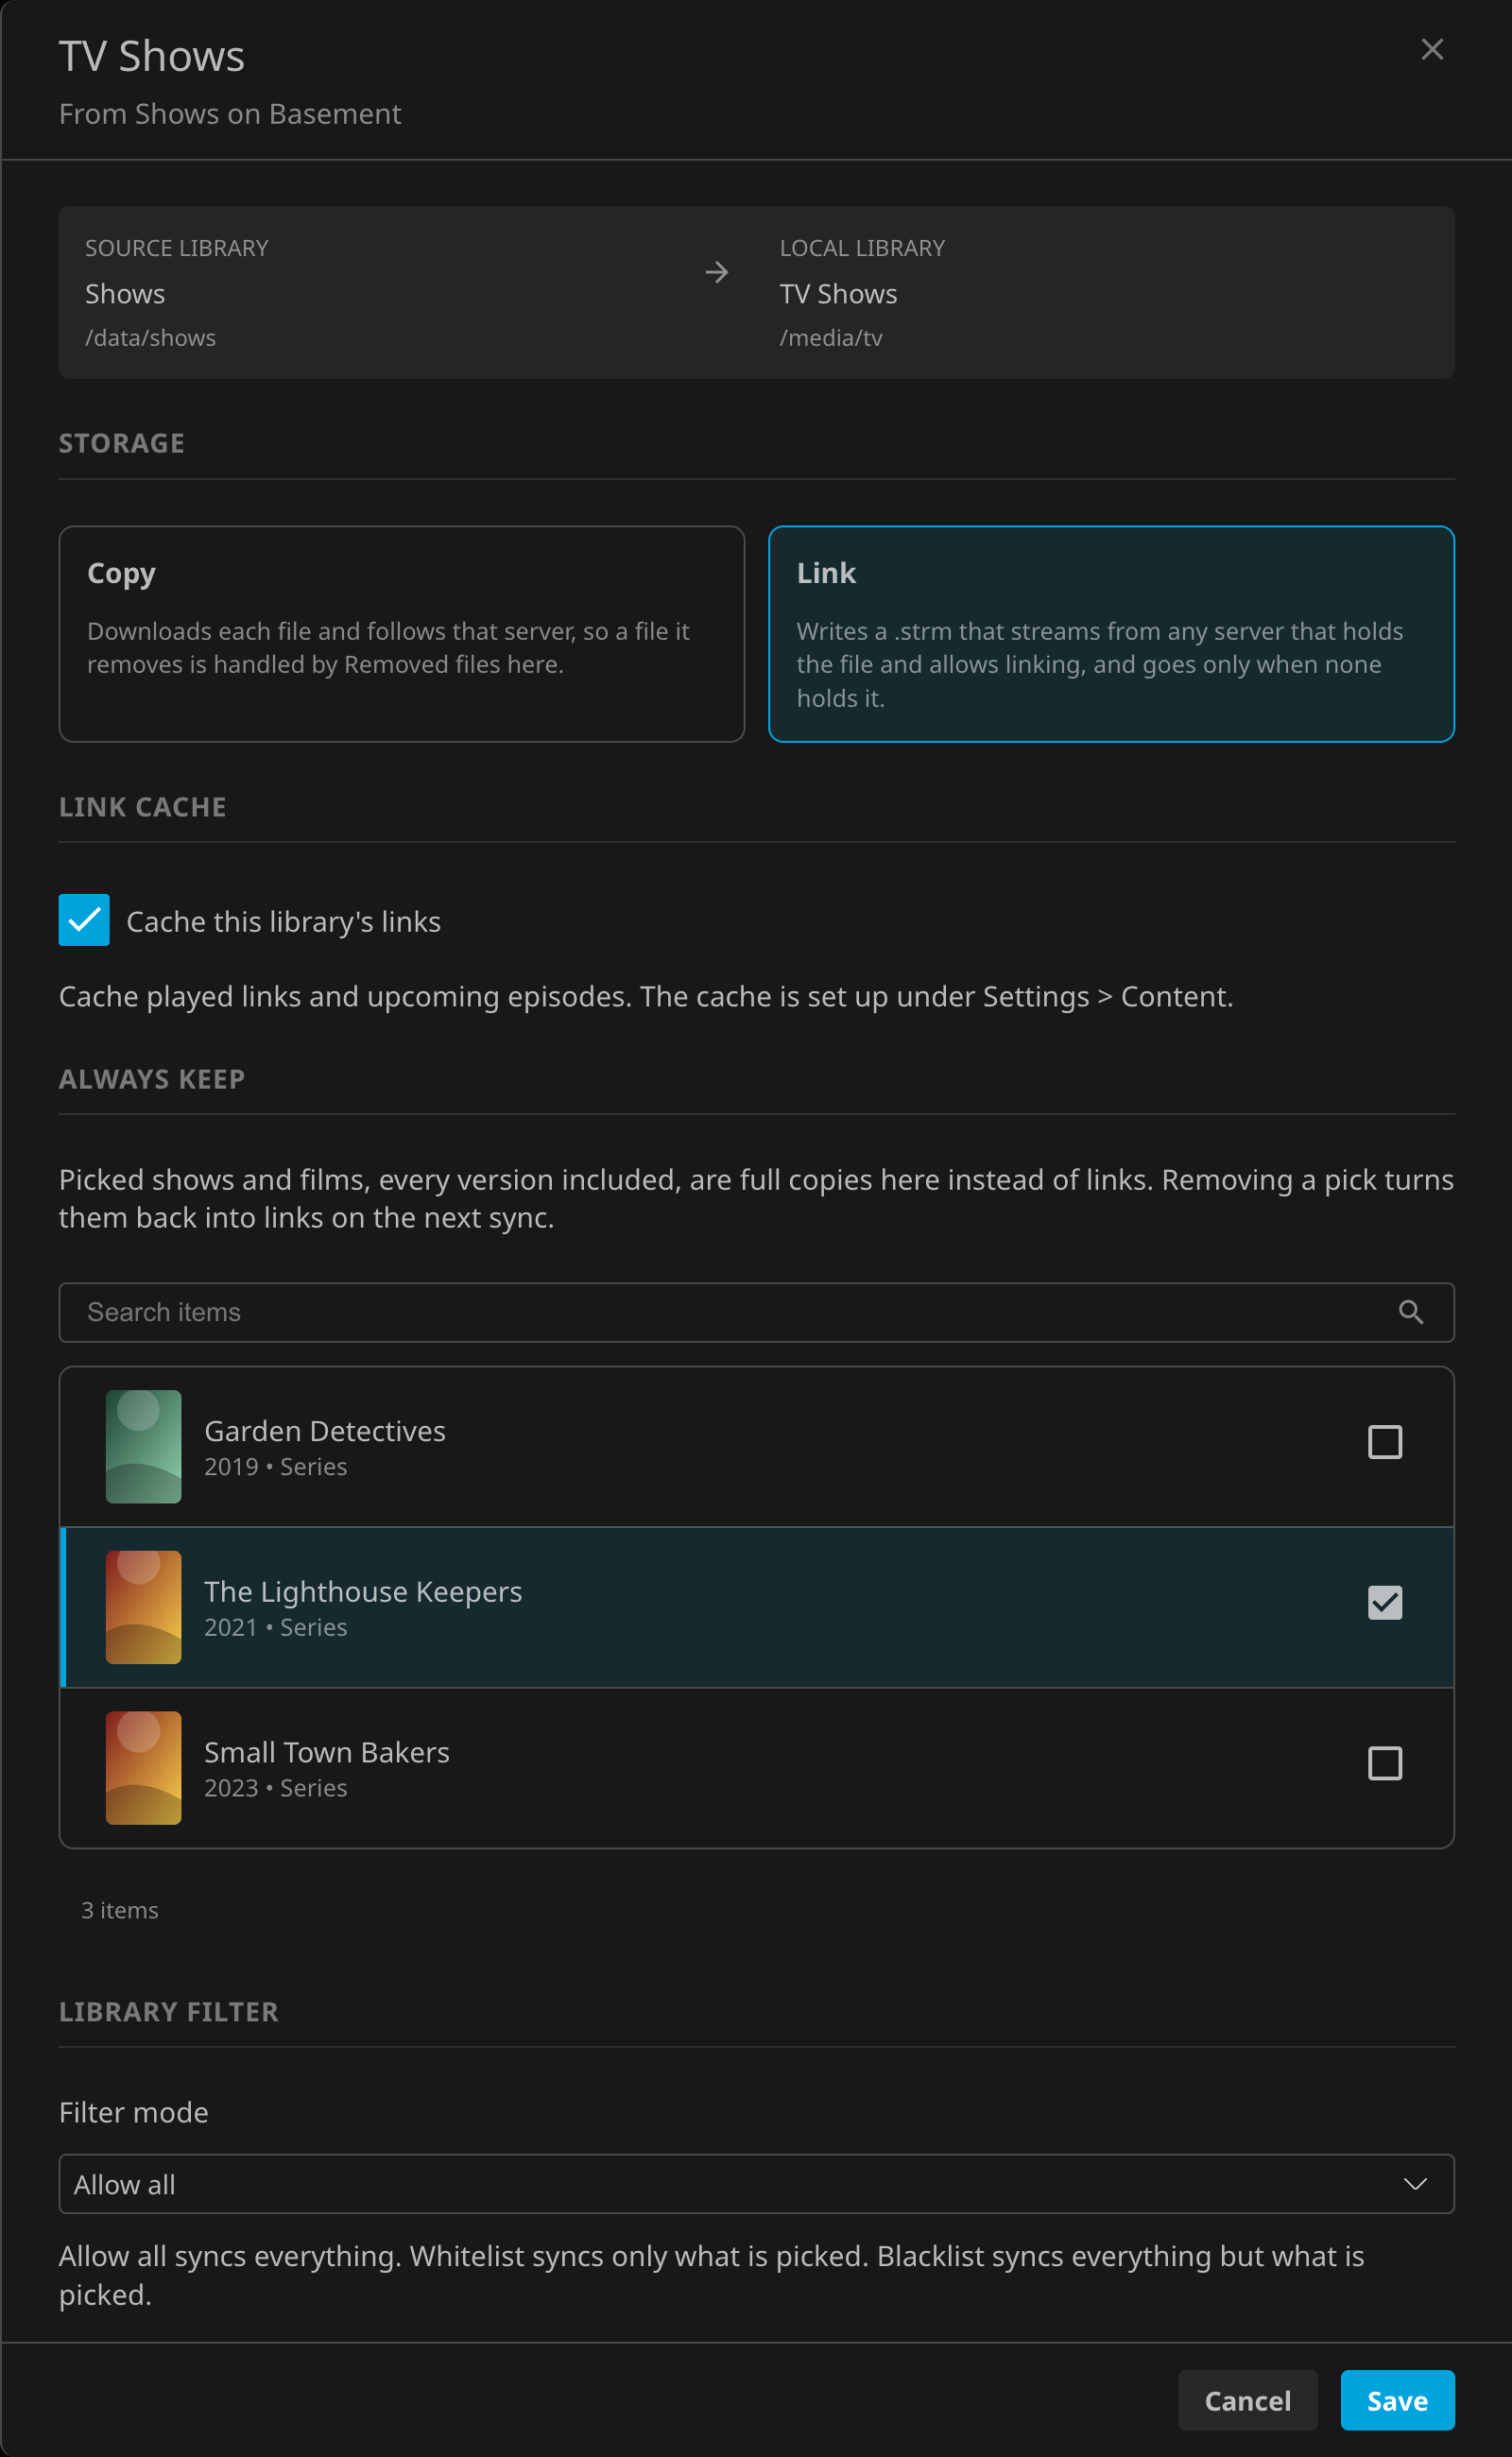 TV Shows
From Shows on Basement
SOURCE LIBRARY
Shows
/data/shows
LOCAL LIBRARY
TV Shows
/media/tv
STORAGE
Copy
Downloads each file and follows that server, so a file it
removes is handled by Removed files here.
Link
Writes a .strm that streams from any server that holds
the file and allows linking, and goes only when none
holds it.
LINK CACHE
Cache this library's links
Cache played links and upcoming episodes. The cache is set up under Settings > Content.
ALWAYS KEEP
Picked shows and films, every version included, are full copies here instead of links. Removing a pick turns
them back into links on the next sync.
Search items
Garden Detectives
2019 • Series
The Lighthouse Keepers
2021 • Series
Small Town Bakers
2023 • Series
3 items
LIBRARY FILTER
Filter mode
Allow all
Allow all syncs everything. Whitelist syncs only what is picked. Blacklist syncs everything but what is
picked.
Cancel
Save